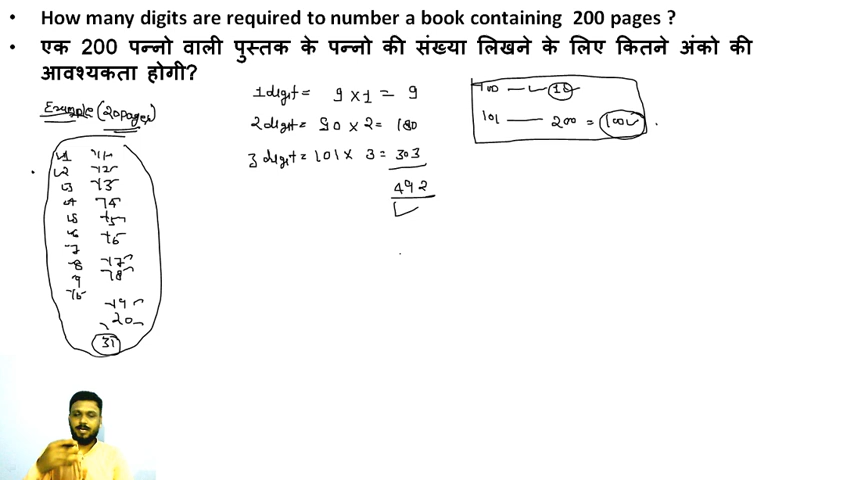 • How many digits are required to number a book containing 200 pages ?
• एक 200 पन्नो वाली पुस्तक के पन्नो की संख्या लिखने के लिए कितने अंको की
आवश्यकता होगी?
Example (20 pages)
1 11
2 12
3 13
4 14
5 15
6 16
7 17
8 18
9 19
10 20
31
1 digit = 9 x 1 = 9
2 digit = 90 x 2 = 180
3 digit = 101 x 3 = 303
492
100 —
101 — 200 = 100